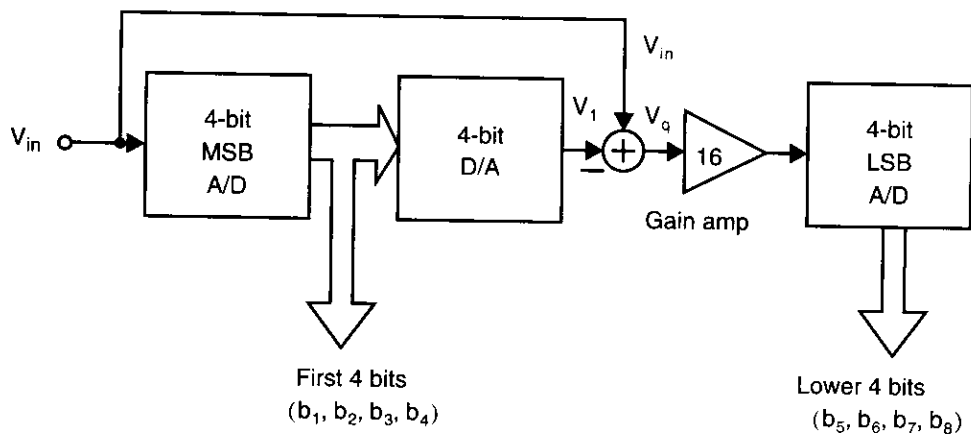 V_in
4-bit
MSB
A/D
4-bit
D/A
V_1
V_in
+
−
V_q
16
Gain amp
4-bit
LSB
A/D
First 4 bits
(b_1, b_2, b_3, b_4)
Lower 4 bits
(b_5, b_6, b_7, b_8)